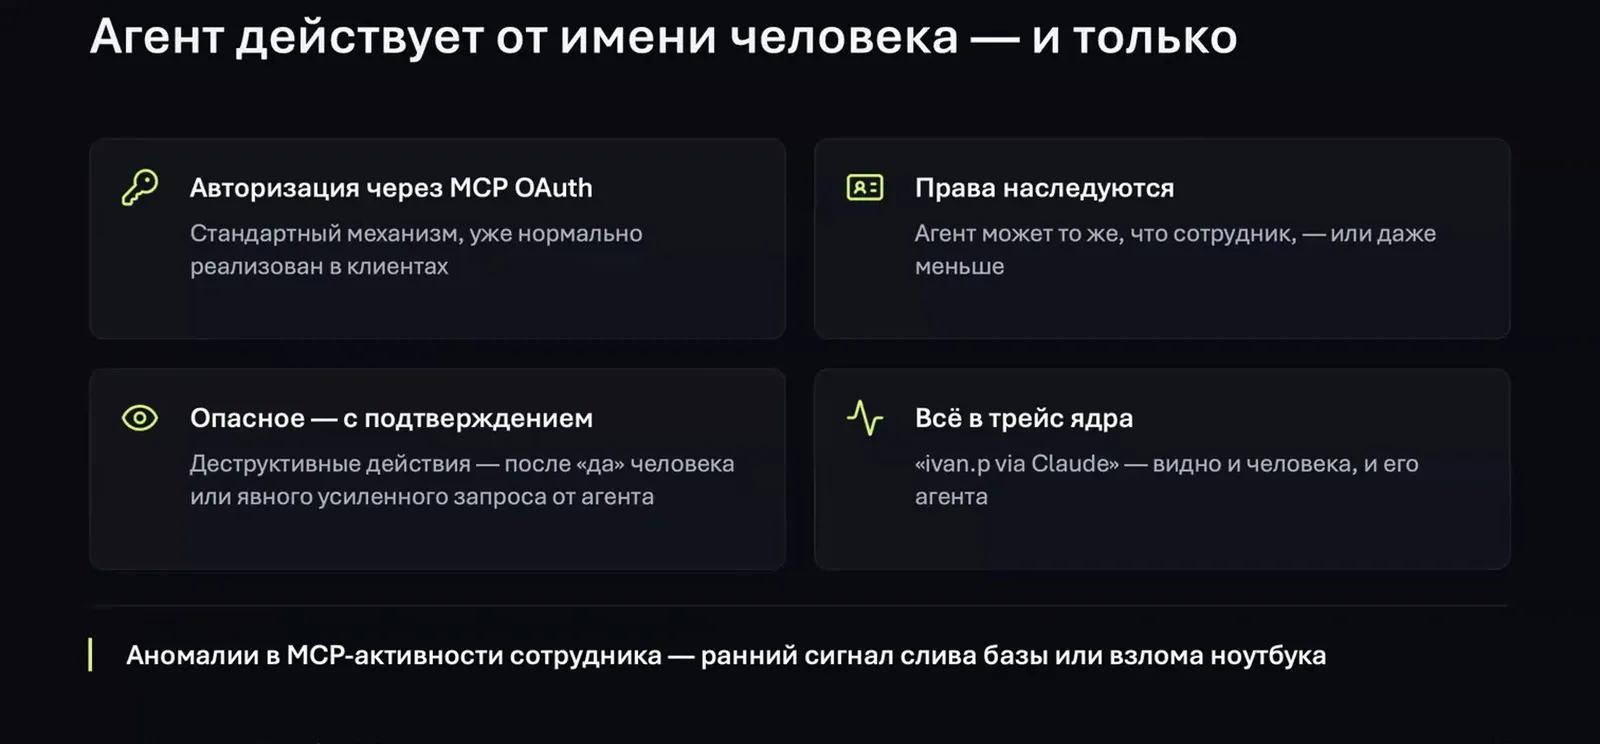 Агент действует от имени человека — и только
Авторизация через MCP OAuth
Стандартный механизм, уже нормально
реализован в клиентах
Права наследуются
Агент может то же, что сотрудник, — или даже
меньше
Опасное — с подтверждением
Деструктивные действия — после «да» человека
или явного усиленного запроса от агента
Всё в трейс ядра
«ivan.p via Claude» — видно и человека, и его
агента
Аномалии в MCP-активности сотрудника — ранний сигнал слива базы или взлома ноутбука